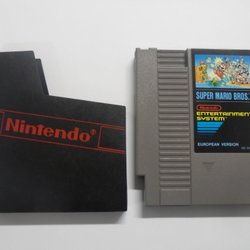 Nintendo®
SUPER MARIO BROS.
Nintendo
ENTERTAINMENT
SYSTEM
EUROPEAN VERSION